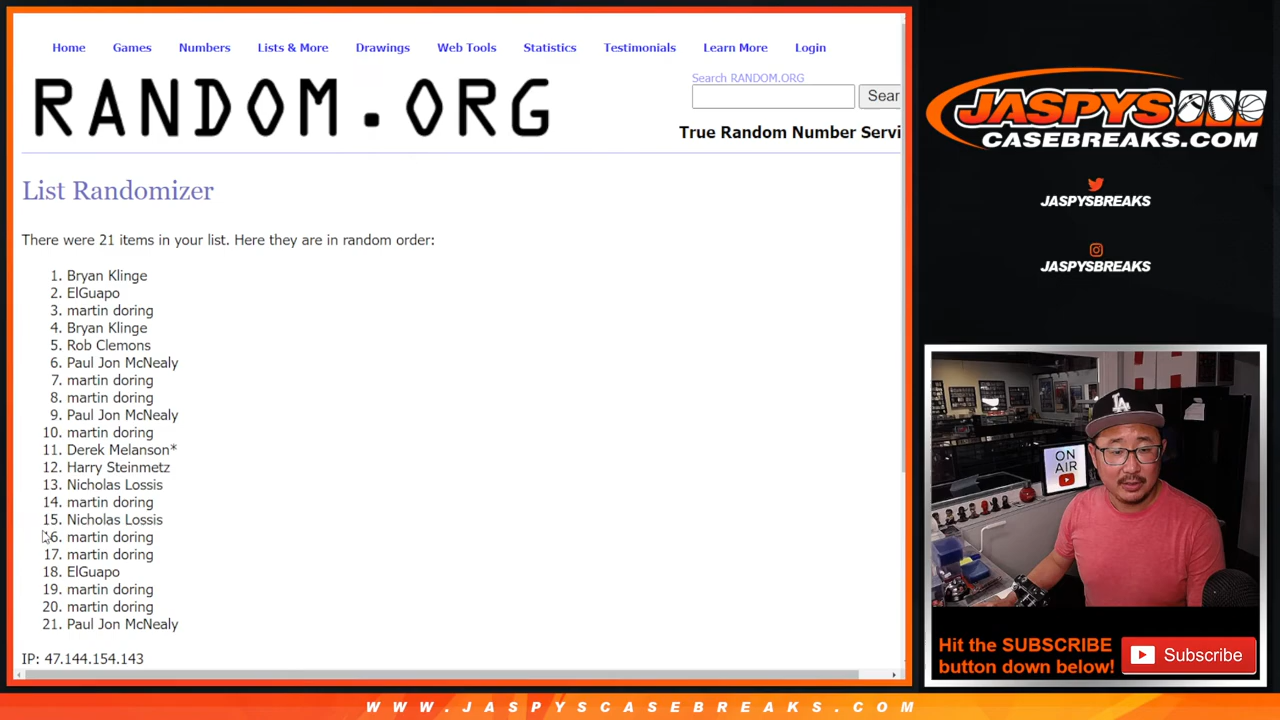 Home Games Numbers Lists & More Drawings Web Tools Statistics Testimonials Learn More Login
RANDOM.ORG
Search RANDOM.ORG
Sear
True Random Number Servi
List Randomizer
There were 21 items in your list. Here they are in random order:
1. Bryan Klinge
2. ElGuapo
3. martin doring
4. Bryan Klinge
5. Rob Clemons
6. Paul Jon McNealy
7. martin doring
8. martin doring
9. Paul Jon McNealy
10. martin doring
11. Derek Melanson*
12. Harry Steinmetz
13. Nicholas Lossis
14. martin doring
15. Nicholas Lossis
16. martin doring
17. martin doring
18. ElGuapo
19. martin doring
20. martin doring
21. Paul Jon McNealy
IP: 47.144.154.143
JASPYS
CASEBREAKS.COM
JASPYSBREAKS
JASPYSBREAKS
ON
AIR
LA
Hit the SUBSCRIBE
button down below!
Subscribe
WWW.JASPYSCASEBREAKS.COM